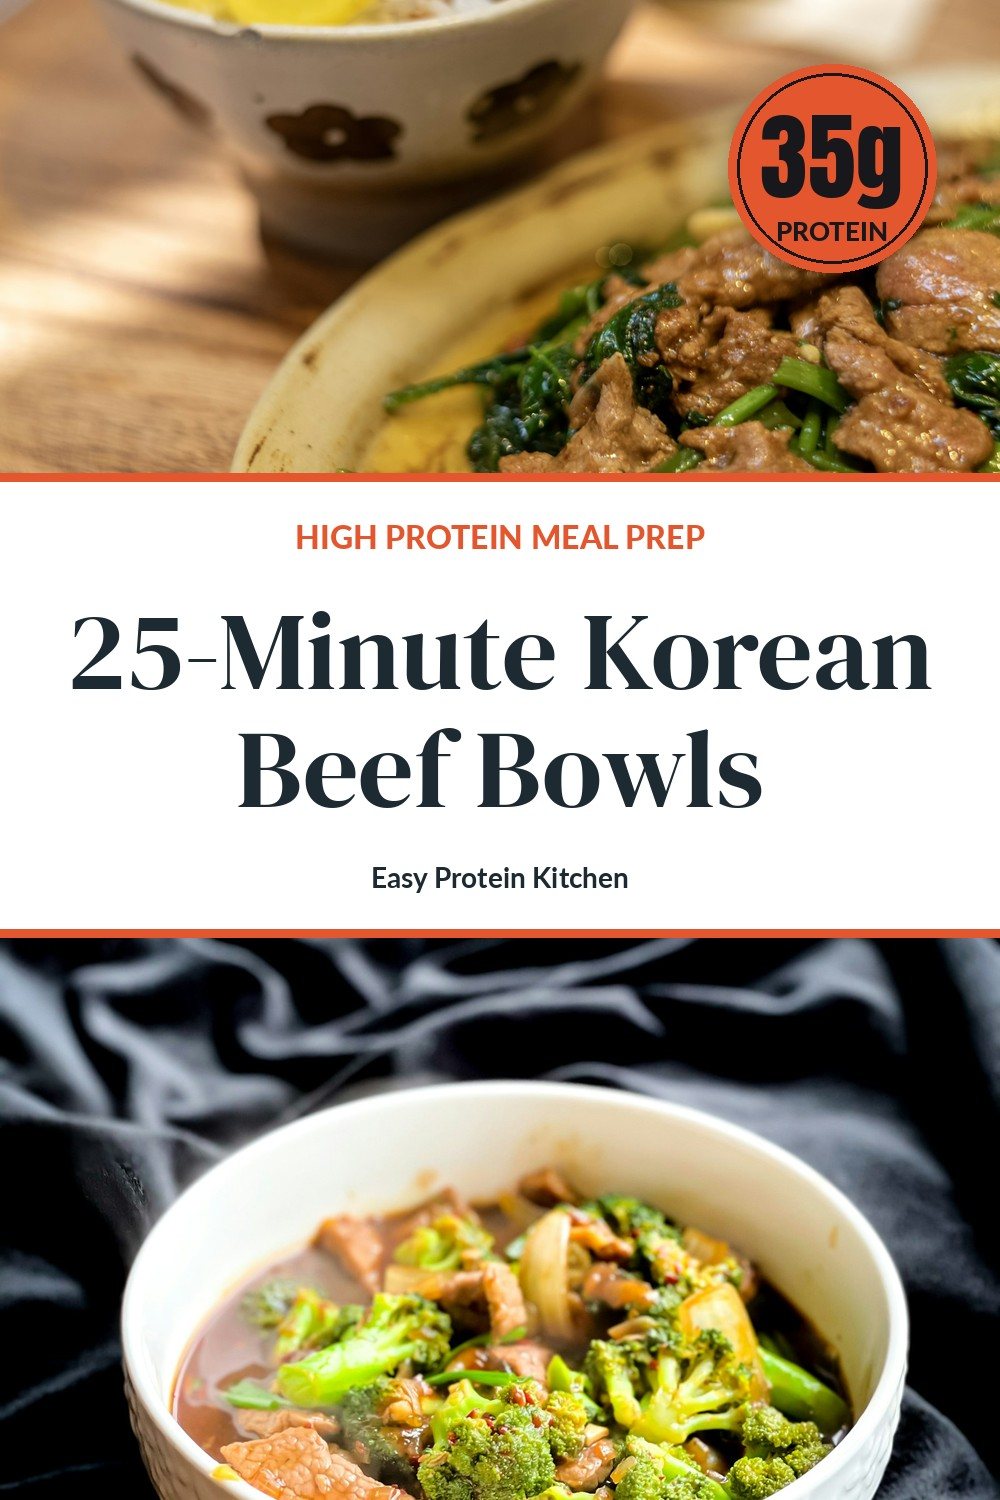 35g
PROTEIN
HIGH PROTEIN MEAL PREP
25-Minute Korean
Beef Bowls
Easy Protein Kitchen